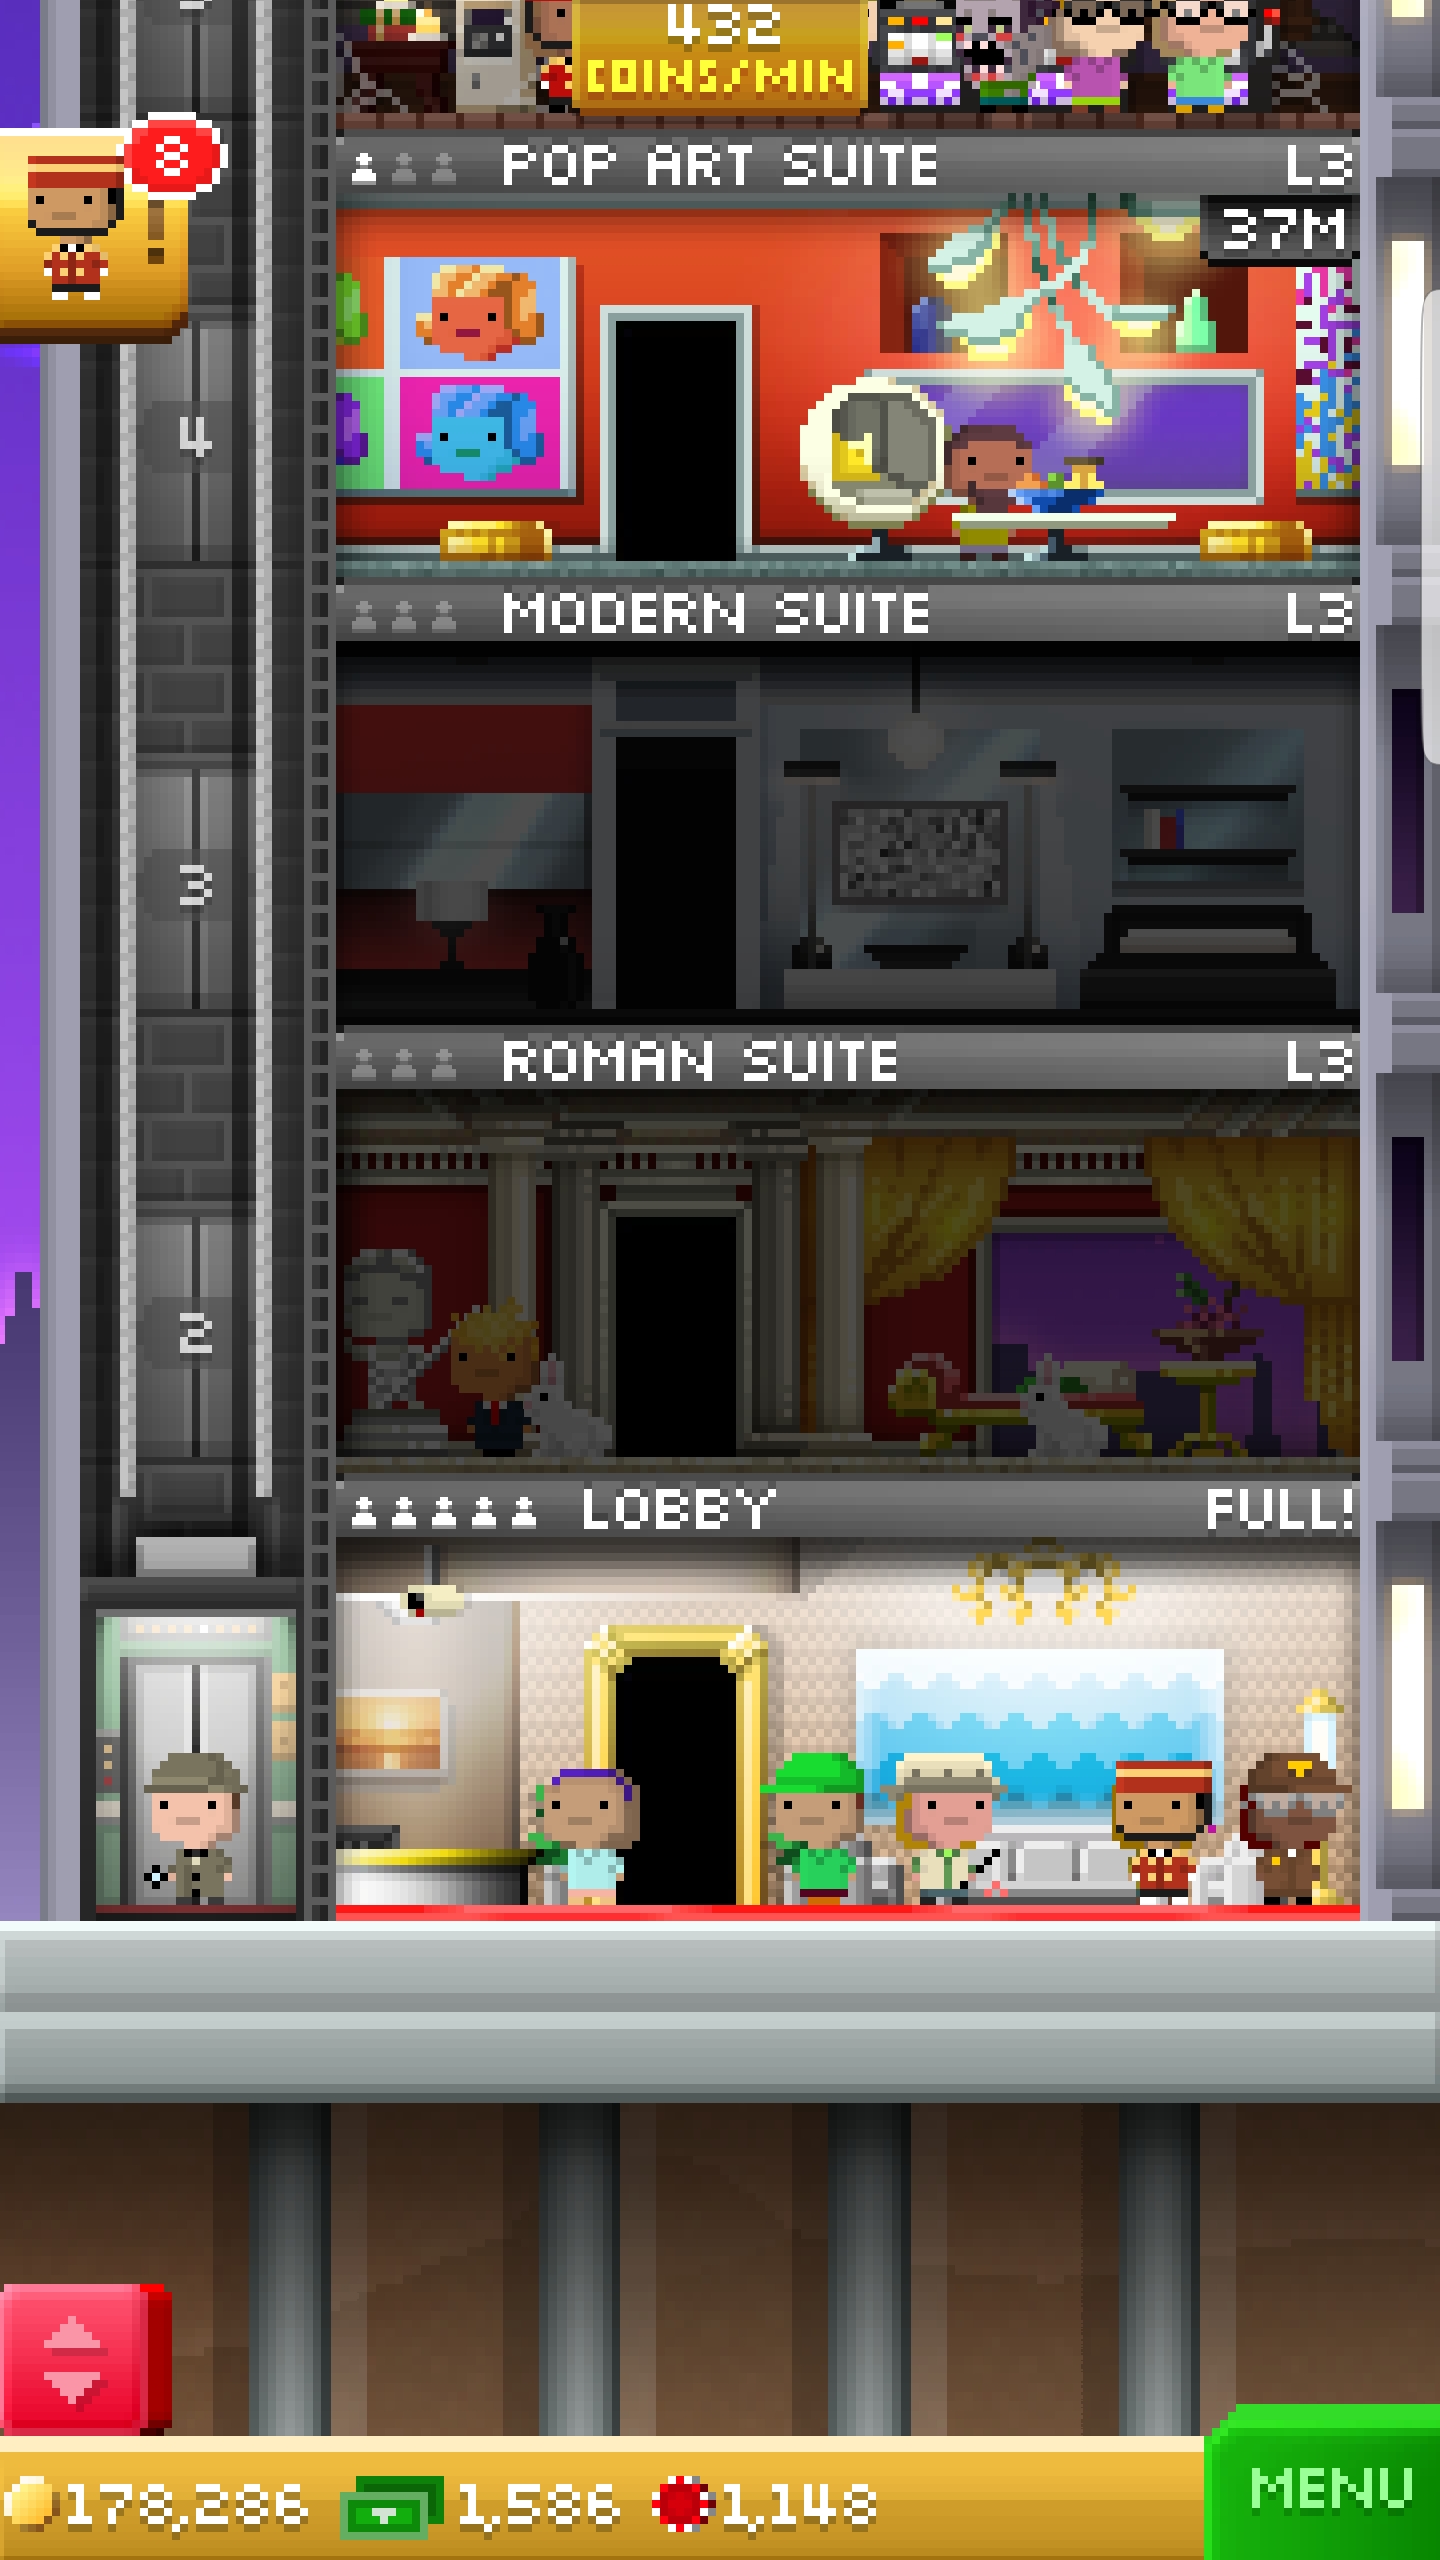 432
COINS/MIN
8
!
POP ART SUITE L3
37M
4
MODERN SUITE L3
3
ROMAN SUITE L3
2
LOBBY FULL!
178,286 1,586 1,148
MENU